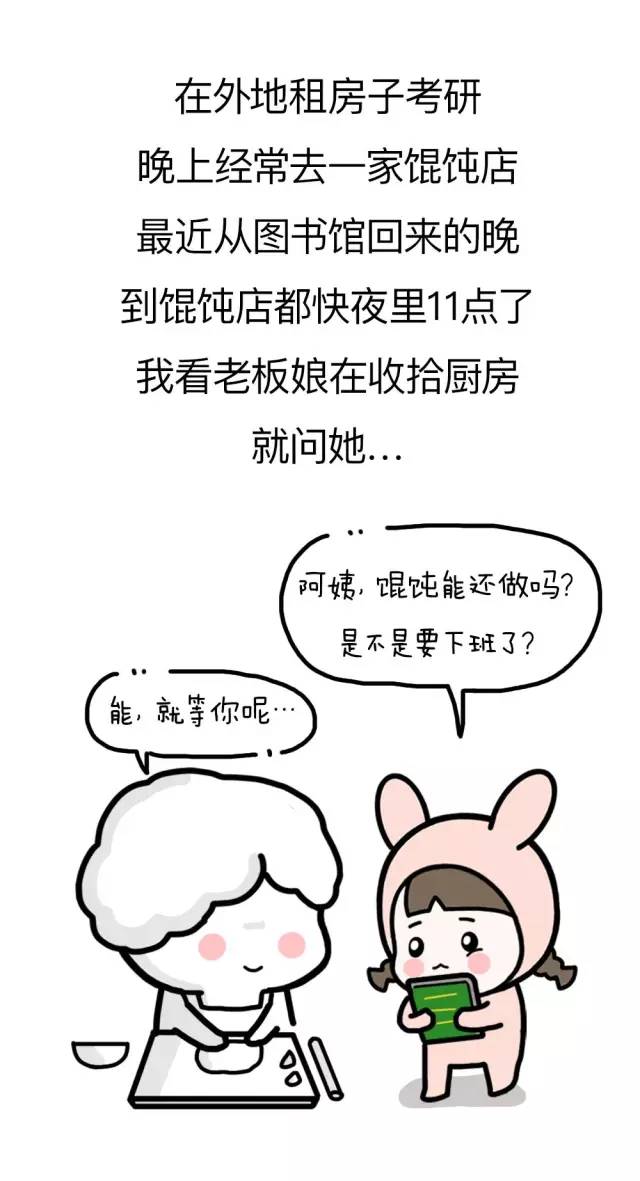 在外地租房子考研
晚上经常去一家馄饨店
最近从图书馆回来的晚
到馄饨店都快夜里11点了
我看老板娘在收拾厨房
就问她…
阿姨,馄饨能还做吗?
是不是要下班了?
能,就等你呢…